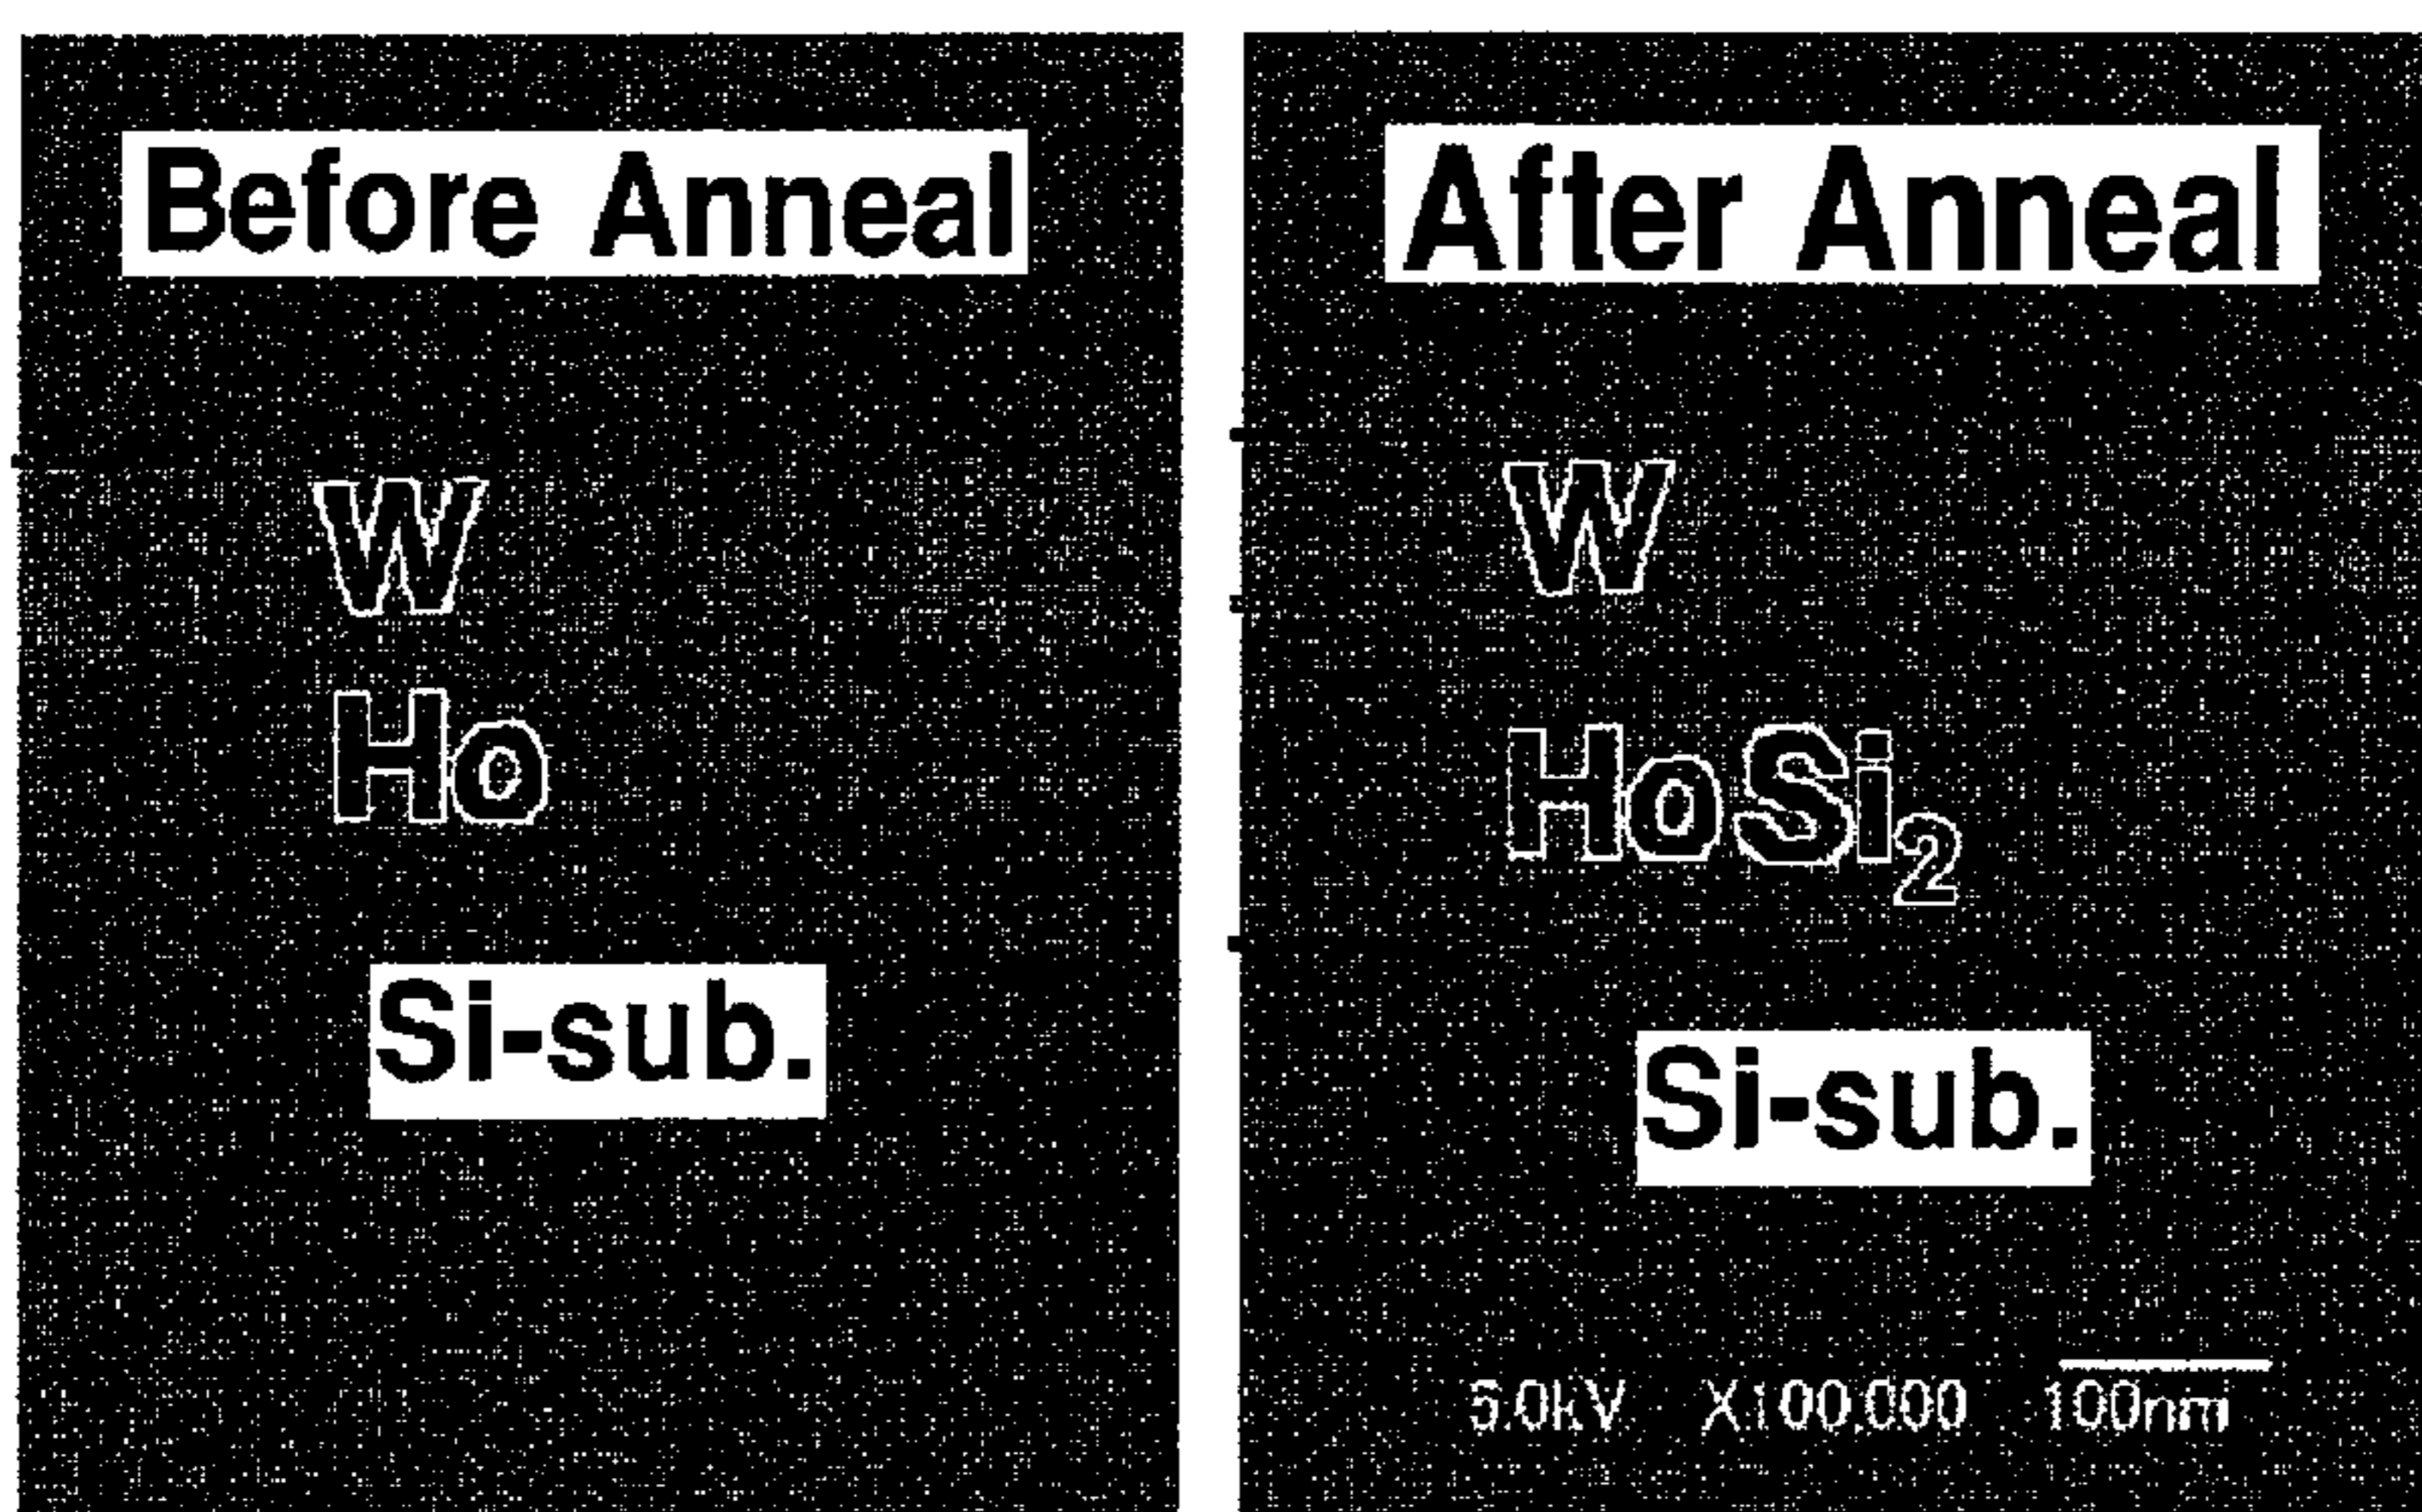 Before Anneal
W
Ho
Si-sub.
After Anneal
W
HoSi₂
Si-sub.
5.0kV X100,000 100nm